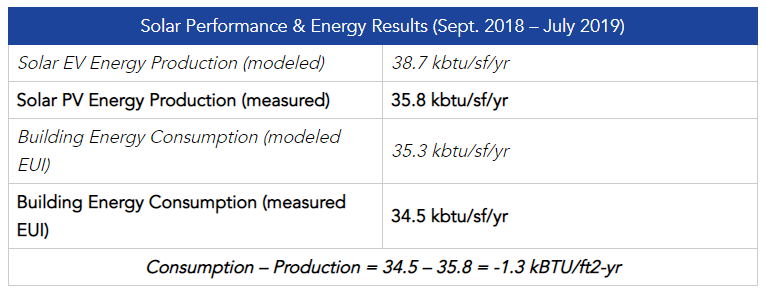 Solar Performance & Energy Results (Sept. 2018 – July 2019)
Solar EV Energy Production (modeled) 38.7 kbtu/sf/yr
Solar PV Energy Production (measured) 35.8 kbtu/sf/yr
Building Energy Consumption (modeled
EUI) 35.3 kbtu/sf/yr
Building Energy Consumption (measured
EUI) 34.5 kbtu/sf/yr
Consumption – Production = 34.5 – 35.8 = -1.3 kBTU/ft2-yr